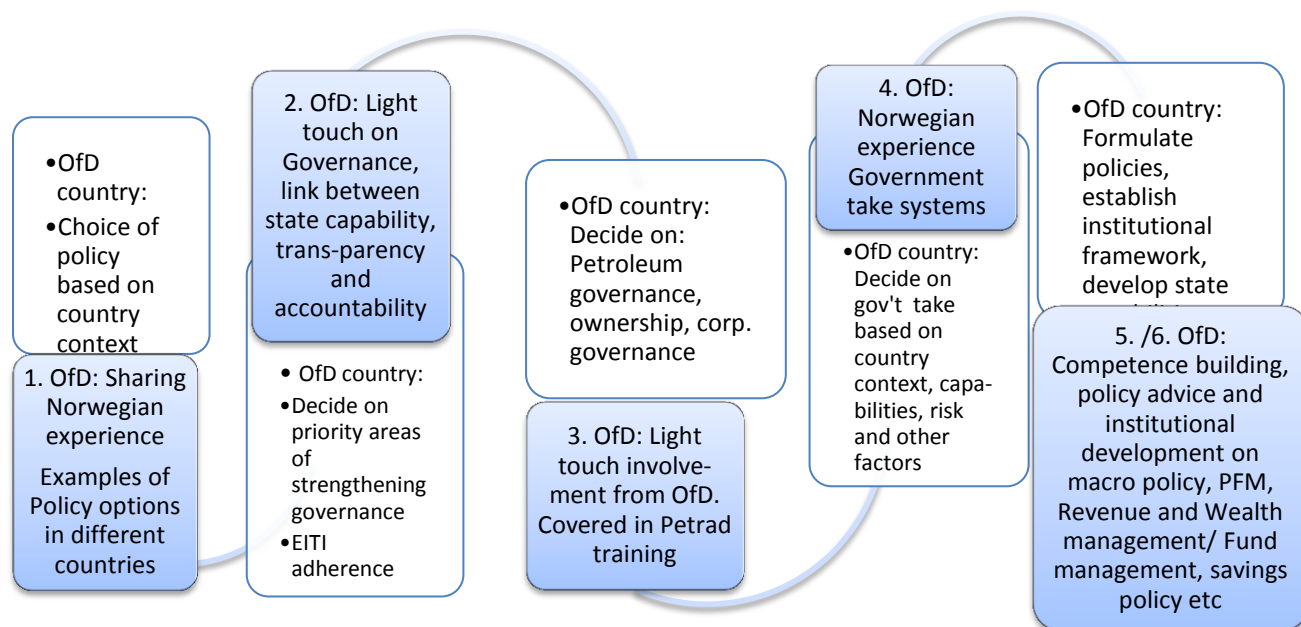 •OfD
country:
•Choice of
policy
based on
country
context
1. OfD: Sharing
Norwegian
experience
Examples of
Policy options
in different
countries
2. OfD: Light
touch on
Governance,
link between
state capability,
trans-parency
and
accountability
• OfD country:
•Decide on
priority areas
of
strengthening
governance
•EITI
adherence
•OfD country:
Decide on:
Petroleum
governance,
ownership, corp.
governance
3. OfD: Light
touch involve-
ment from OfD.
Covered in Petrad
training
4. OfD:
Norwegian
experience
Government
take systems
•OfD country:
Decide on
gov't take
based on
country
context, capa-
bilities, risk
and other
factors
•OfD country:
Formulate
policies,
establish
institutional
framework,
develop state
5. /6. OfD:
Competence building,
policy advice and
institutional
development on
macro policy, PFM,
Revenue and Wealth
management/ Fund
management, savings
policy etc